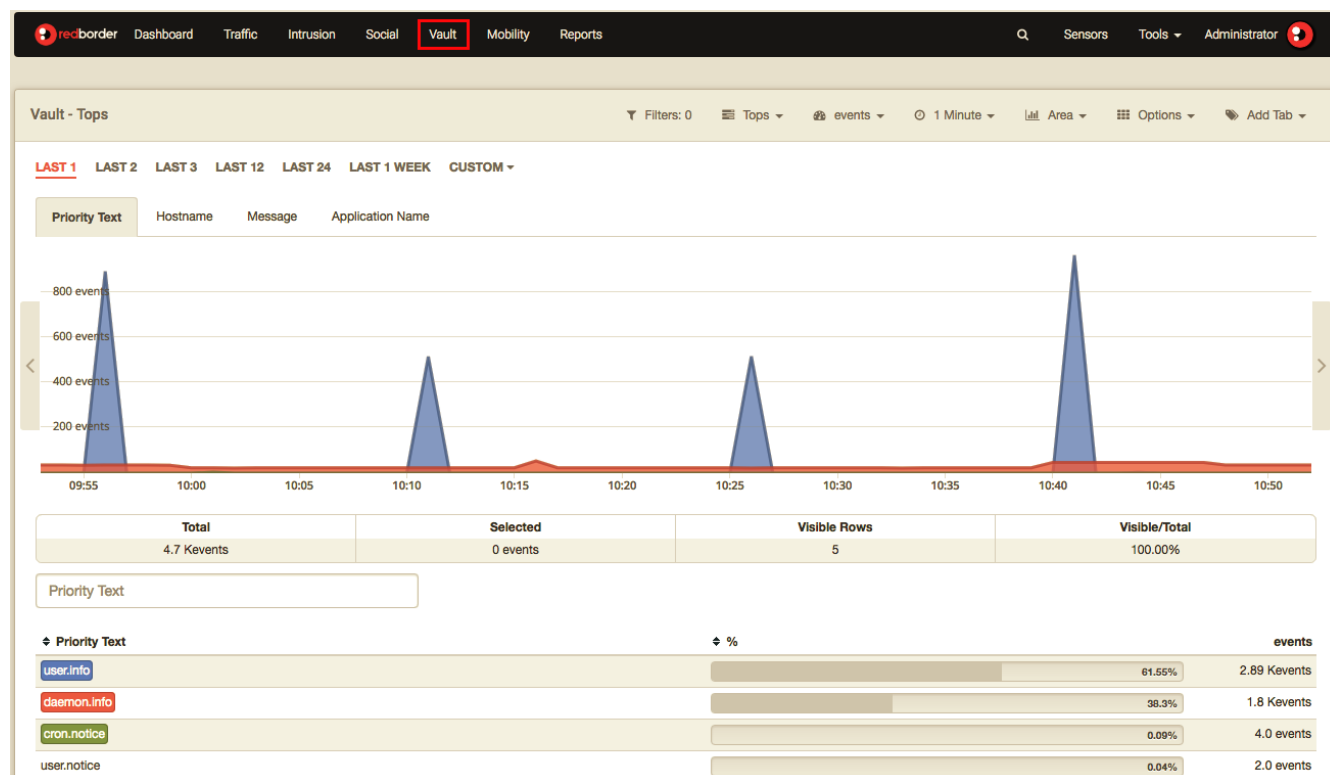 redborder Dashboard Traffic Intrusion Social Vault Mobility Reports Sensors Tools Administrator
Vault - Tops Filters: 0 Tops events 1 Minute Area Options Add Tab
LAST 1 LAST 2 LAST 3 LAST 12 LAST 24 LAST 1 WEEK CUSTOM
Priority Text Hostname Message Application Name
800 events
600 events
400 events
200 events
09:55 10:00 10:05 10:10 10:15 10:20 10:25 10:30 10:35 10:40 10:45 10:50
Total Selected Visible Rows Visible/Total
4.7 Kevents 0 events 5 100.00%
Priority Text
Priority Text % events
user.info 61.55% 2.89 Kevents
daemon.info 38.3% 1.8 Kevents
cron.notice 0.09% 4.0 events
user.notice 0.04% 2.0 events